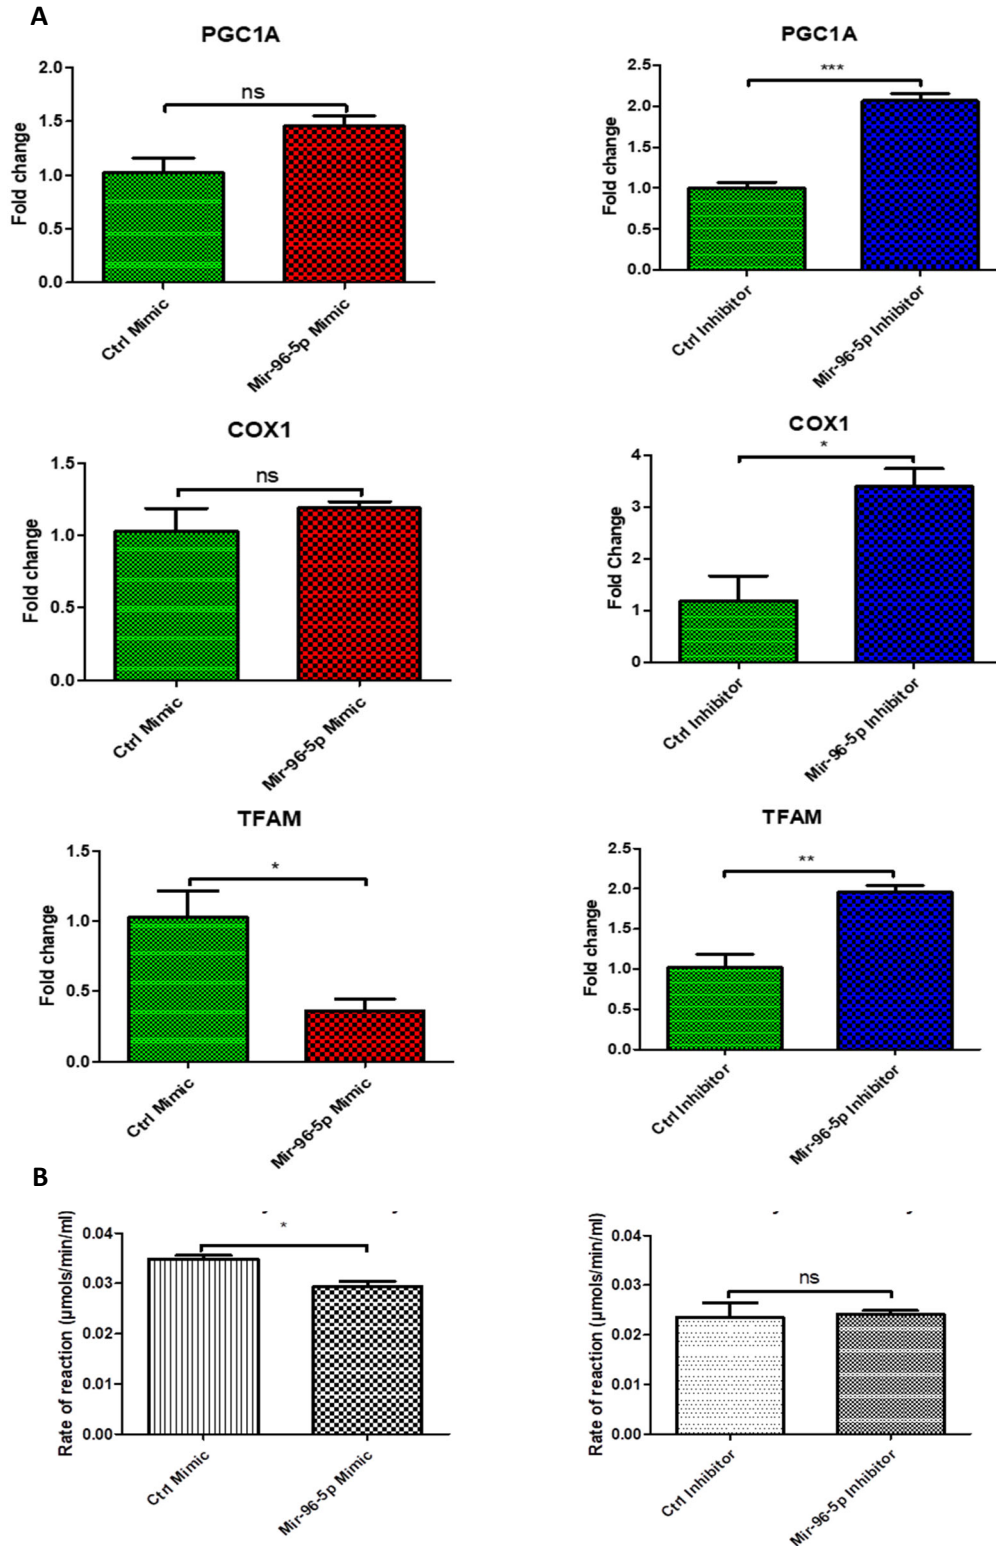 A
PGC1A
Fold change
2.0
1.5
1.0
0.5
0.0
ns
Ctrl Mimic
Mir-96-5p Mimic
PGC1A
Fold change
2.5
2.0
1.5
1.0
0.5
0.0
***
Ctrl Inhibitor
Mir-96-5p Inhibitor
COX1
Fold change
1.5
1.0
0.5
0.0
ns
Ctrl Mimic
Mir-96-5p Mimic
COX1
Fold Change
4
3
2
1
0
*
Ctrl Inhibitor
Mir-96-5p Inhibitor
TFAM
Fold change
1.5
1.0
0.5
0.0
*
Ctrl Mimic
Mir-96-5p Mimic
TFAM
Fold change
2.5
2.0
1.5
1.0
0.5
0.0
**
Ctrl Inhibitor
Mir-96-5p Inhibitor
B
Rate of reaction (μmols/min/ml)
0.04
0.03
0.02
0.01
0.00
*
Ctrl Mimic
Mir-96-5p Mimic
Rate of reaction (μmols/min/ml)
0.04
0.03
0.02
0.01
0.00
ns
Ctrl Inhibitor
Mir-96-5p Inhibitor